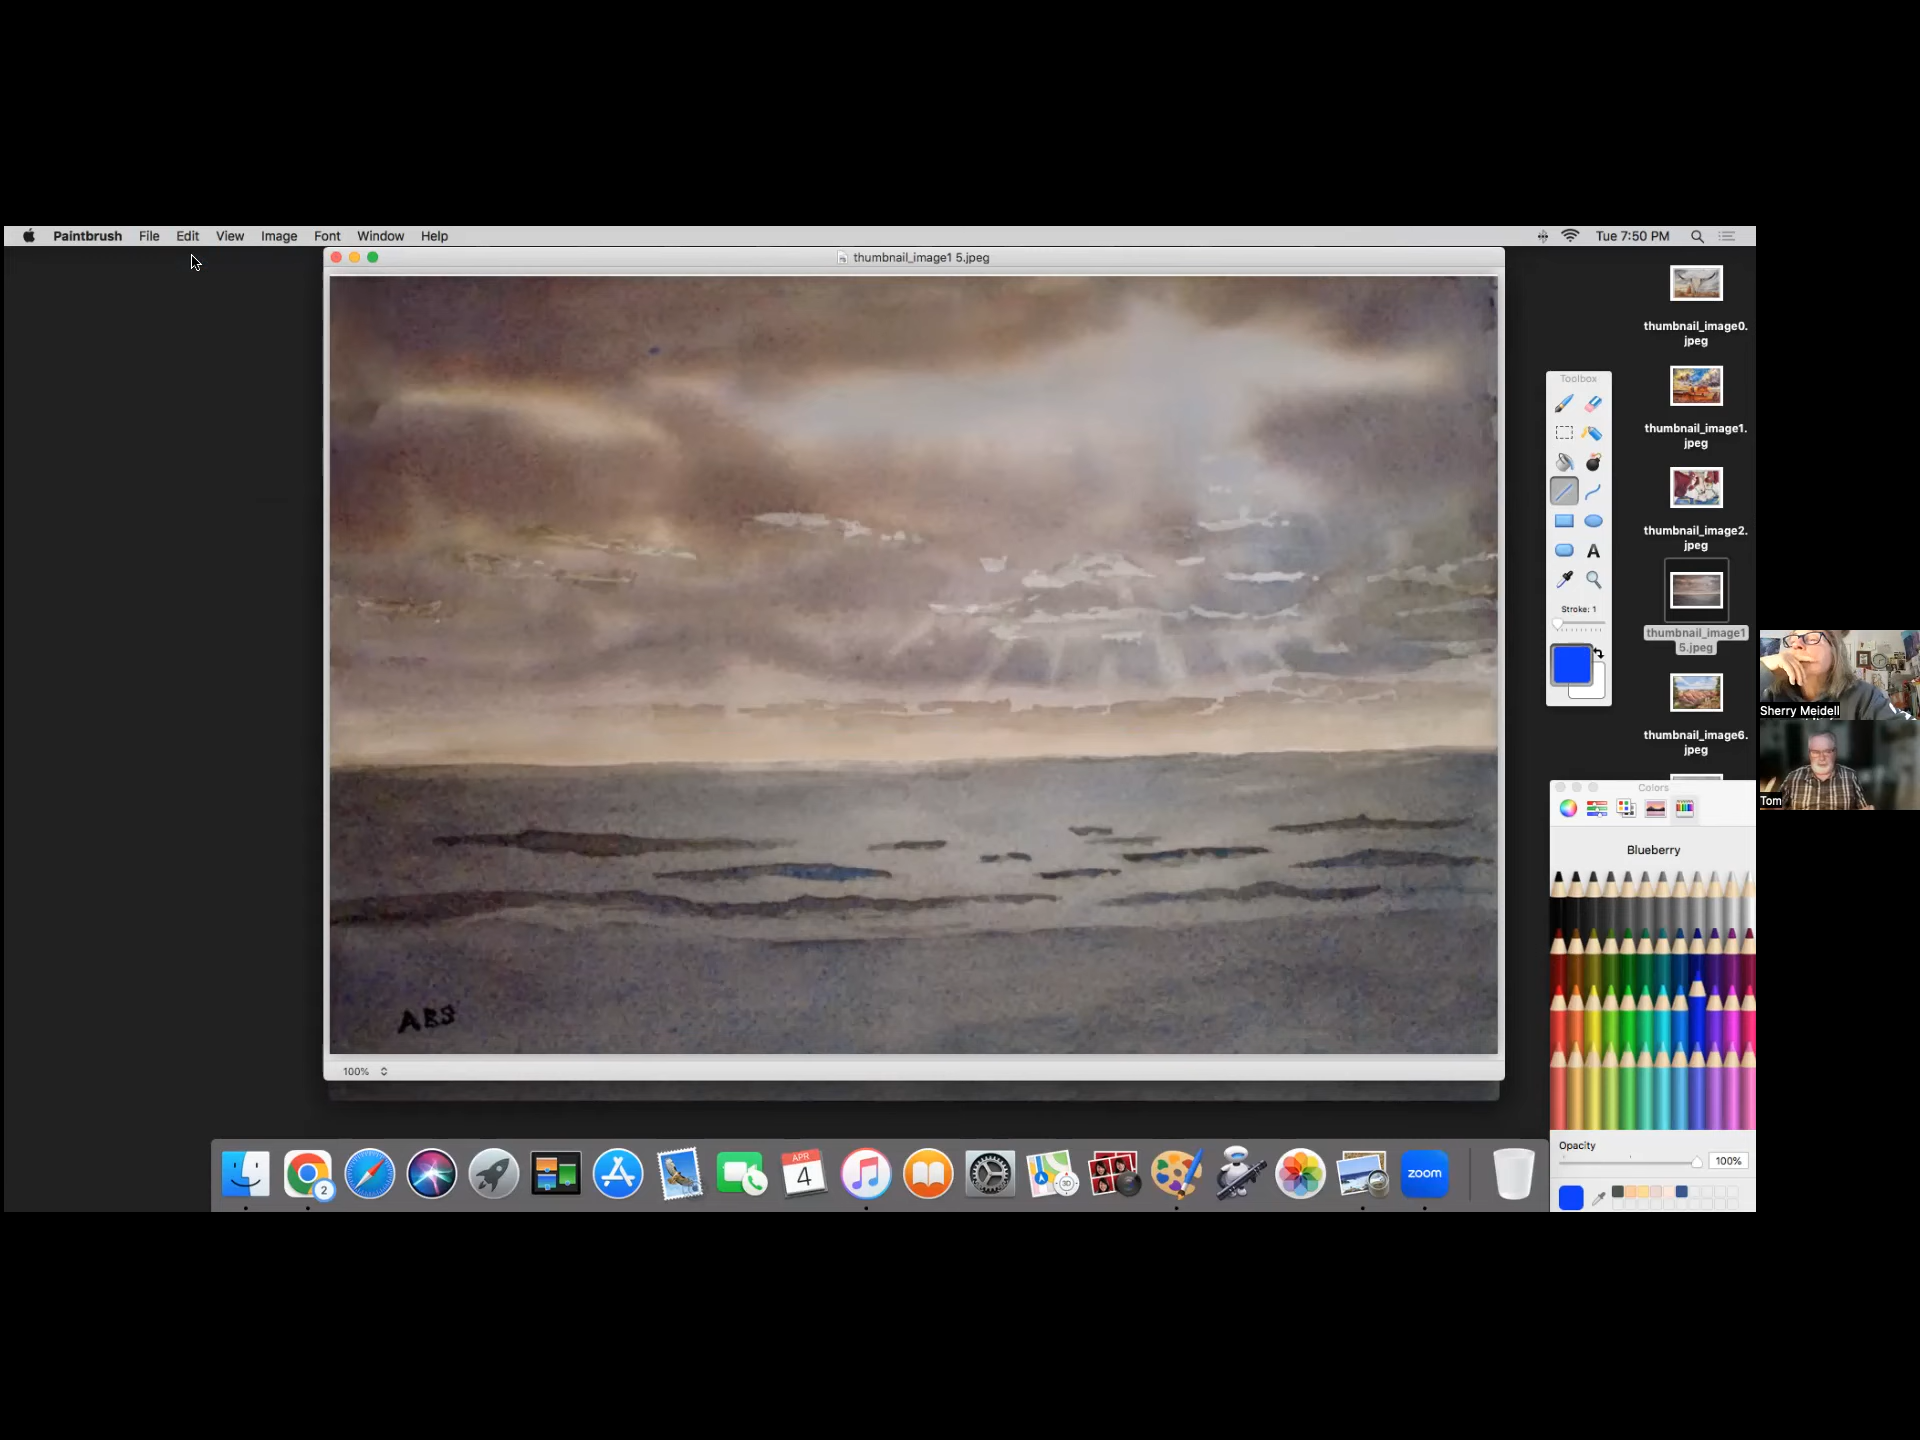 Paintbrush File Edit View Image Font Window Help
Tue 7:50 PM
thumbnail_image1 5.jpeg
thumbnail_image0.
jpeg
Toolbox
thumbnail_image1.
jpeg
thumbnail_image2.
jpeg
Stroke: 1
thumbnail_image1
5.jpeg
Sherry Meidell
thumbnail_image6.
jpeg
Colors
Tom
Blueberry
ABS
100%
Opacity
100%
2
APR
4
3D
zoom
A